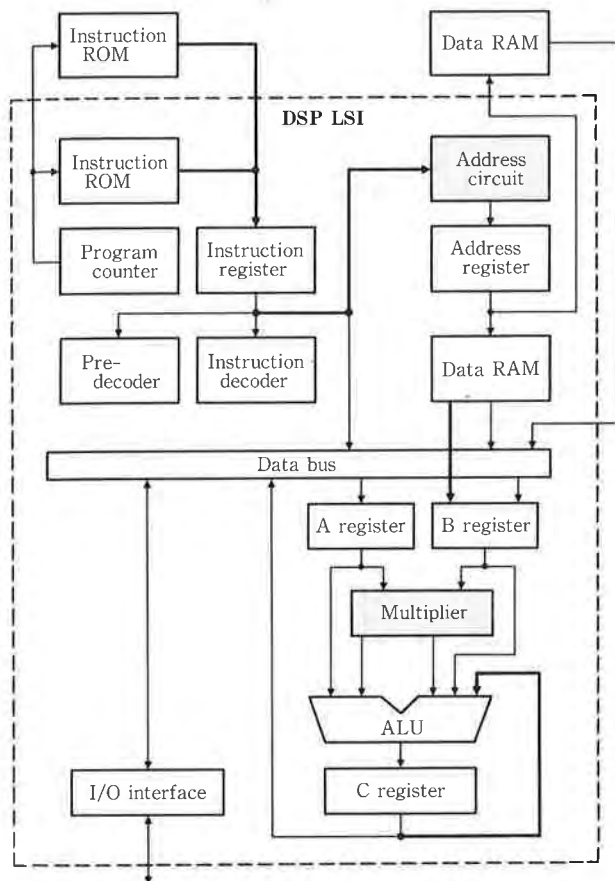 Instruction
ROM
Data RAM
DSP LSI
Instruction
ROM
Address
circuit
Program
counter
Instruction
register
Address
register
Pre-
decoder
Instruction
decoder
Data RAM
Data bus
A register
B register
Multiplier
ALU
I/O interface
C register